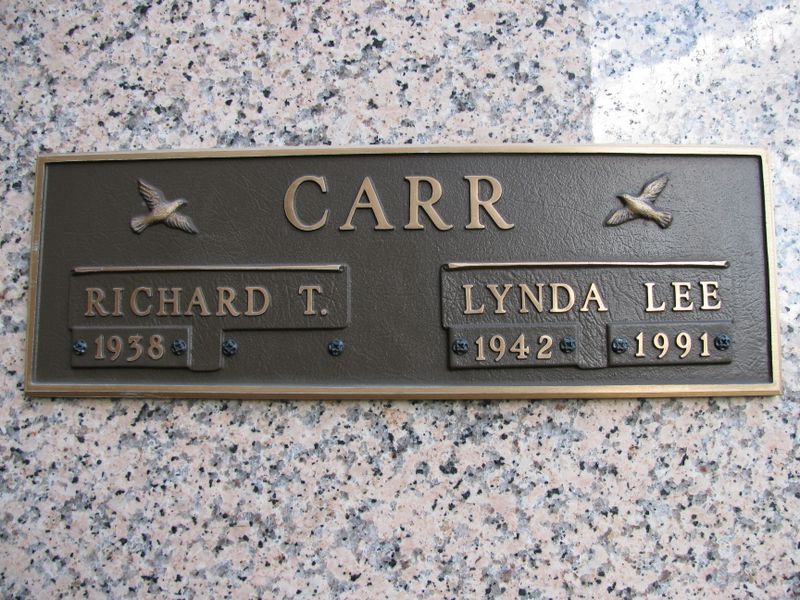 CARR
RICHARD T.
1938
LYNDA LEE
1942 1991